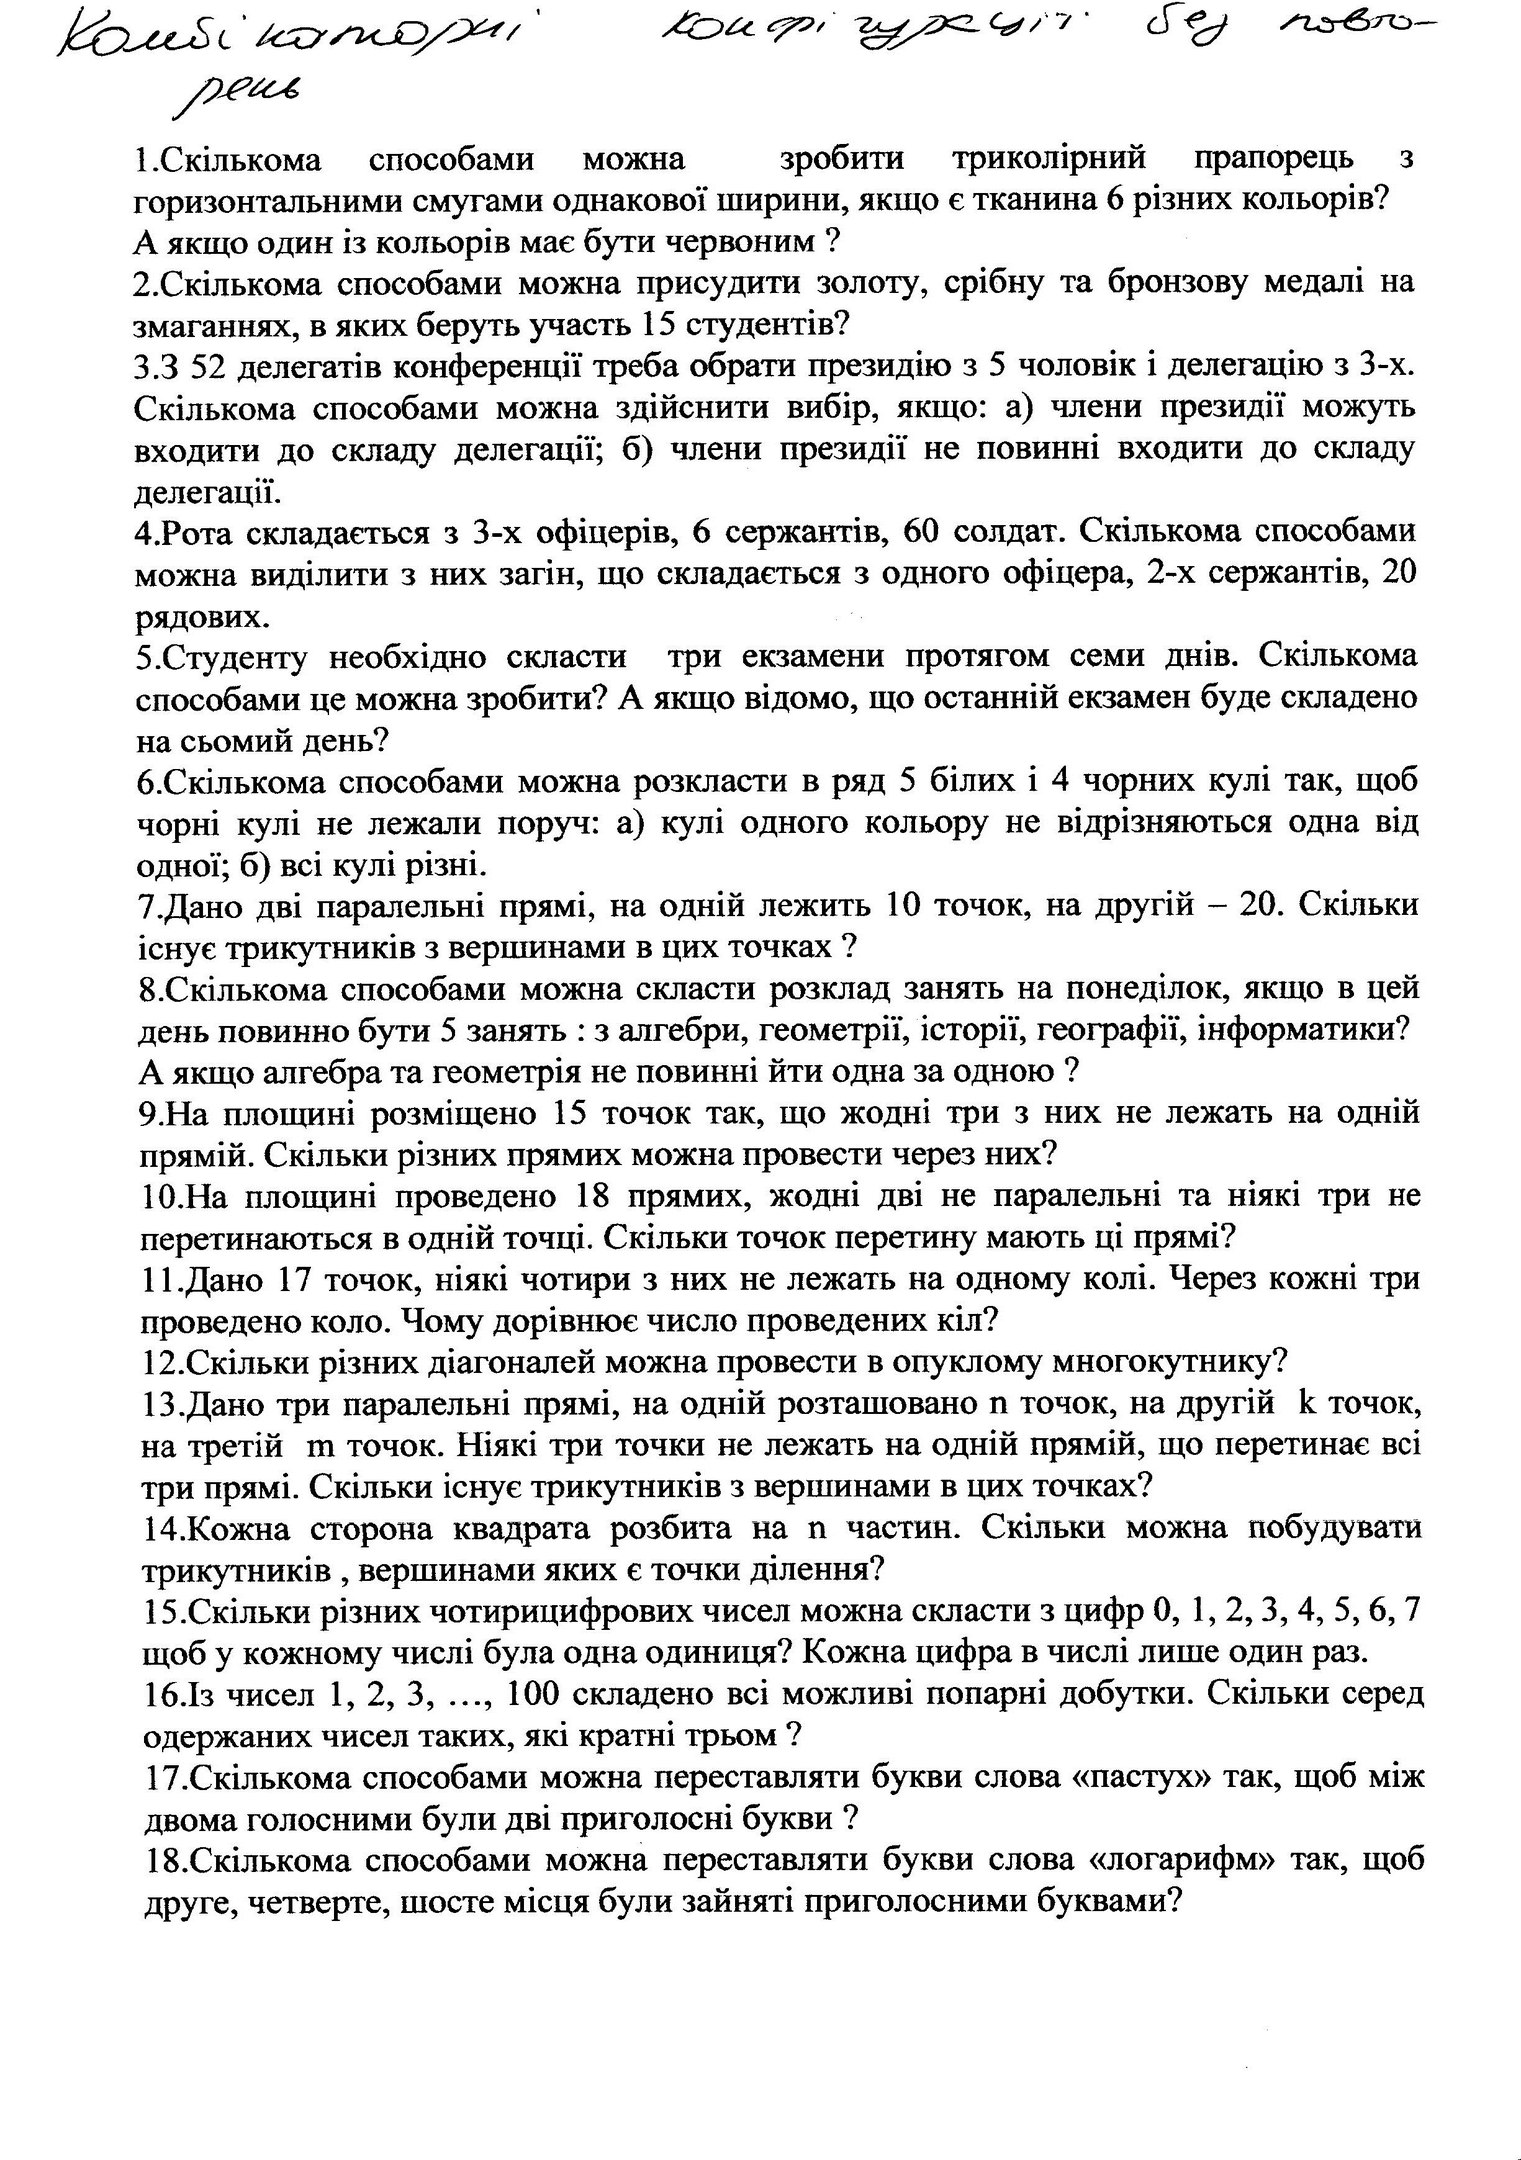 Комбінаторні конфігурації без повто-
рень
1.Скількома способами можна зробити триколірний прапорець з
горизонтальними смугами однакової ширини, якщо є тканина 6 різних кольорів?
А якщо один із кольорів має бути червоним ?
2.Скількома способами можна присудити золоту, срібну та бронзову медалі на
змаганнях, в яких беруть участь 15 студентів?
3.З 52 делегатів конференції треба обрати президію з 5 чоловік і делегацію з 3-х.
Скількома способами можна здійснити вибір, якщо: а) члени президії можуть
входити до складу делегації; б) члени президії не повинні входити до складу
делегації.
4.Рота складається з 3-х офіцерів, 6 сержантів, 60 солдат. Скількома способами
можна виділити з них загін, що складається з одного офіцера, 2-х сержантів, 20
рядових.
5.Студенту необхідно скласти три екзамени протягом семи днів. Скількома
способами це можна зробити? А якщо відомо, що останній екзамен буде складено
на сьомий день?
6.Скількома способами можна розкласти в ряд 5 білих і 4 чорних кулі так, щоб
чорні кулі не лежали поруч: а) кулі одного кольору не відрізняються одна від
одної; б) всі кулі різні.
7.Дано дві паралельні прямі, на одній лежить 10 точок, на другій – 20. Скільки
існує трикутників з вершинами в цих точках ?
8.Скількома способами можна скласти розклад занять на понеділок, якщо в цей
день повинно бути 5 занять : з алгебри, геометрії, історії, географії, інформатики?
А якщо алгебра та геометрія не повинні йти одна за одною ?
9.На площині розміщено 15 точок так, що жодні три з них не лежать на одній
прямій. Скільки різних прямих можна провести через них?
10.На площині проведено 18 прямих, жодні дві не паралельні та ніякі три не
перетинаються в одній точці. Скільки точок перетину мають ці прямі?
11.Дано 17 точок, ніякі чотири з них не лежать на одному колі. Через кожні три
проведено коло. Чому дорівнює число проведених кіл?
12.Скільки різних діагоналей можна провести в опуклому многокутнику?
13.Дано три паралельні прямі, на одній розташовано n точок, на другій k точок,
на третій m точок. Ніякі три точки не лежать на одній прямій, що перетинає всі
три прямі. Скільки існує трикутників з вершинами в цих точках?
14.Кожна сторона квадрата розбита на n частин. Скільки можна побудувати
трикутників , вершинами яких є точки ділення?
15.Скільки різних чотирицифрових чисел можна скласти з цифр 0, 1, 2, 3, 4, 5, 6, 7
щоб у кожному числі була одна одиниця? Кожна цифра в числі лише один раз.
16.Із чисел 1, 2, 3, …, 100 складено всі можливі попарні добутки. Скільки серед
одержаних чисел таких, які кратні трьом ?
17.Скількома способами можна переставляти букви слова «пастух» так, щоб між
двома голосними були дві приголосні букви ?
18.Скількома способами можна переставляти букви слова «логарифм» так, щоб
друге, четверте, шосте місця були зайняті приголосними буквами?